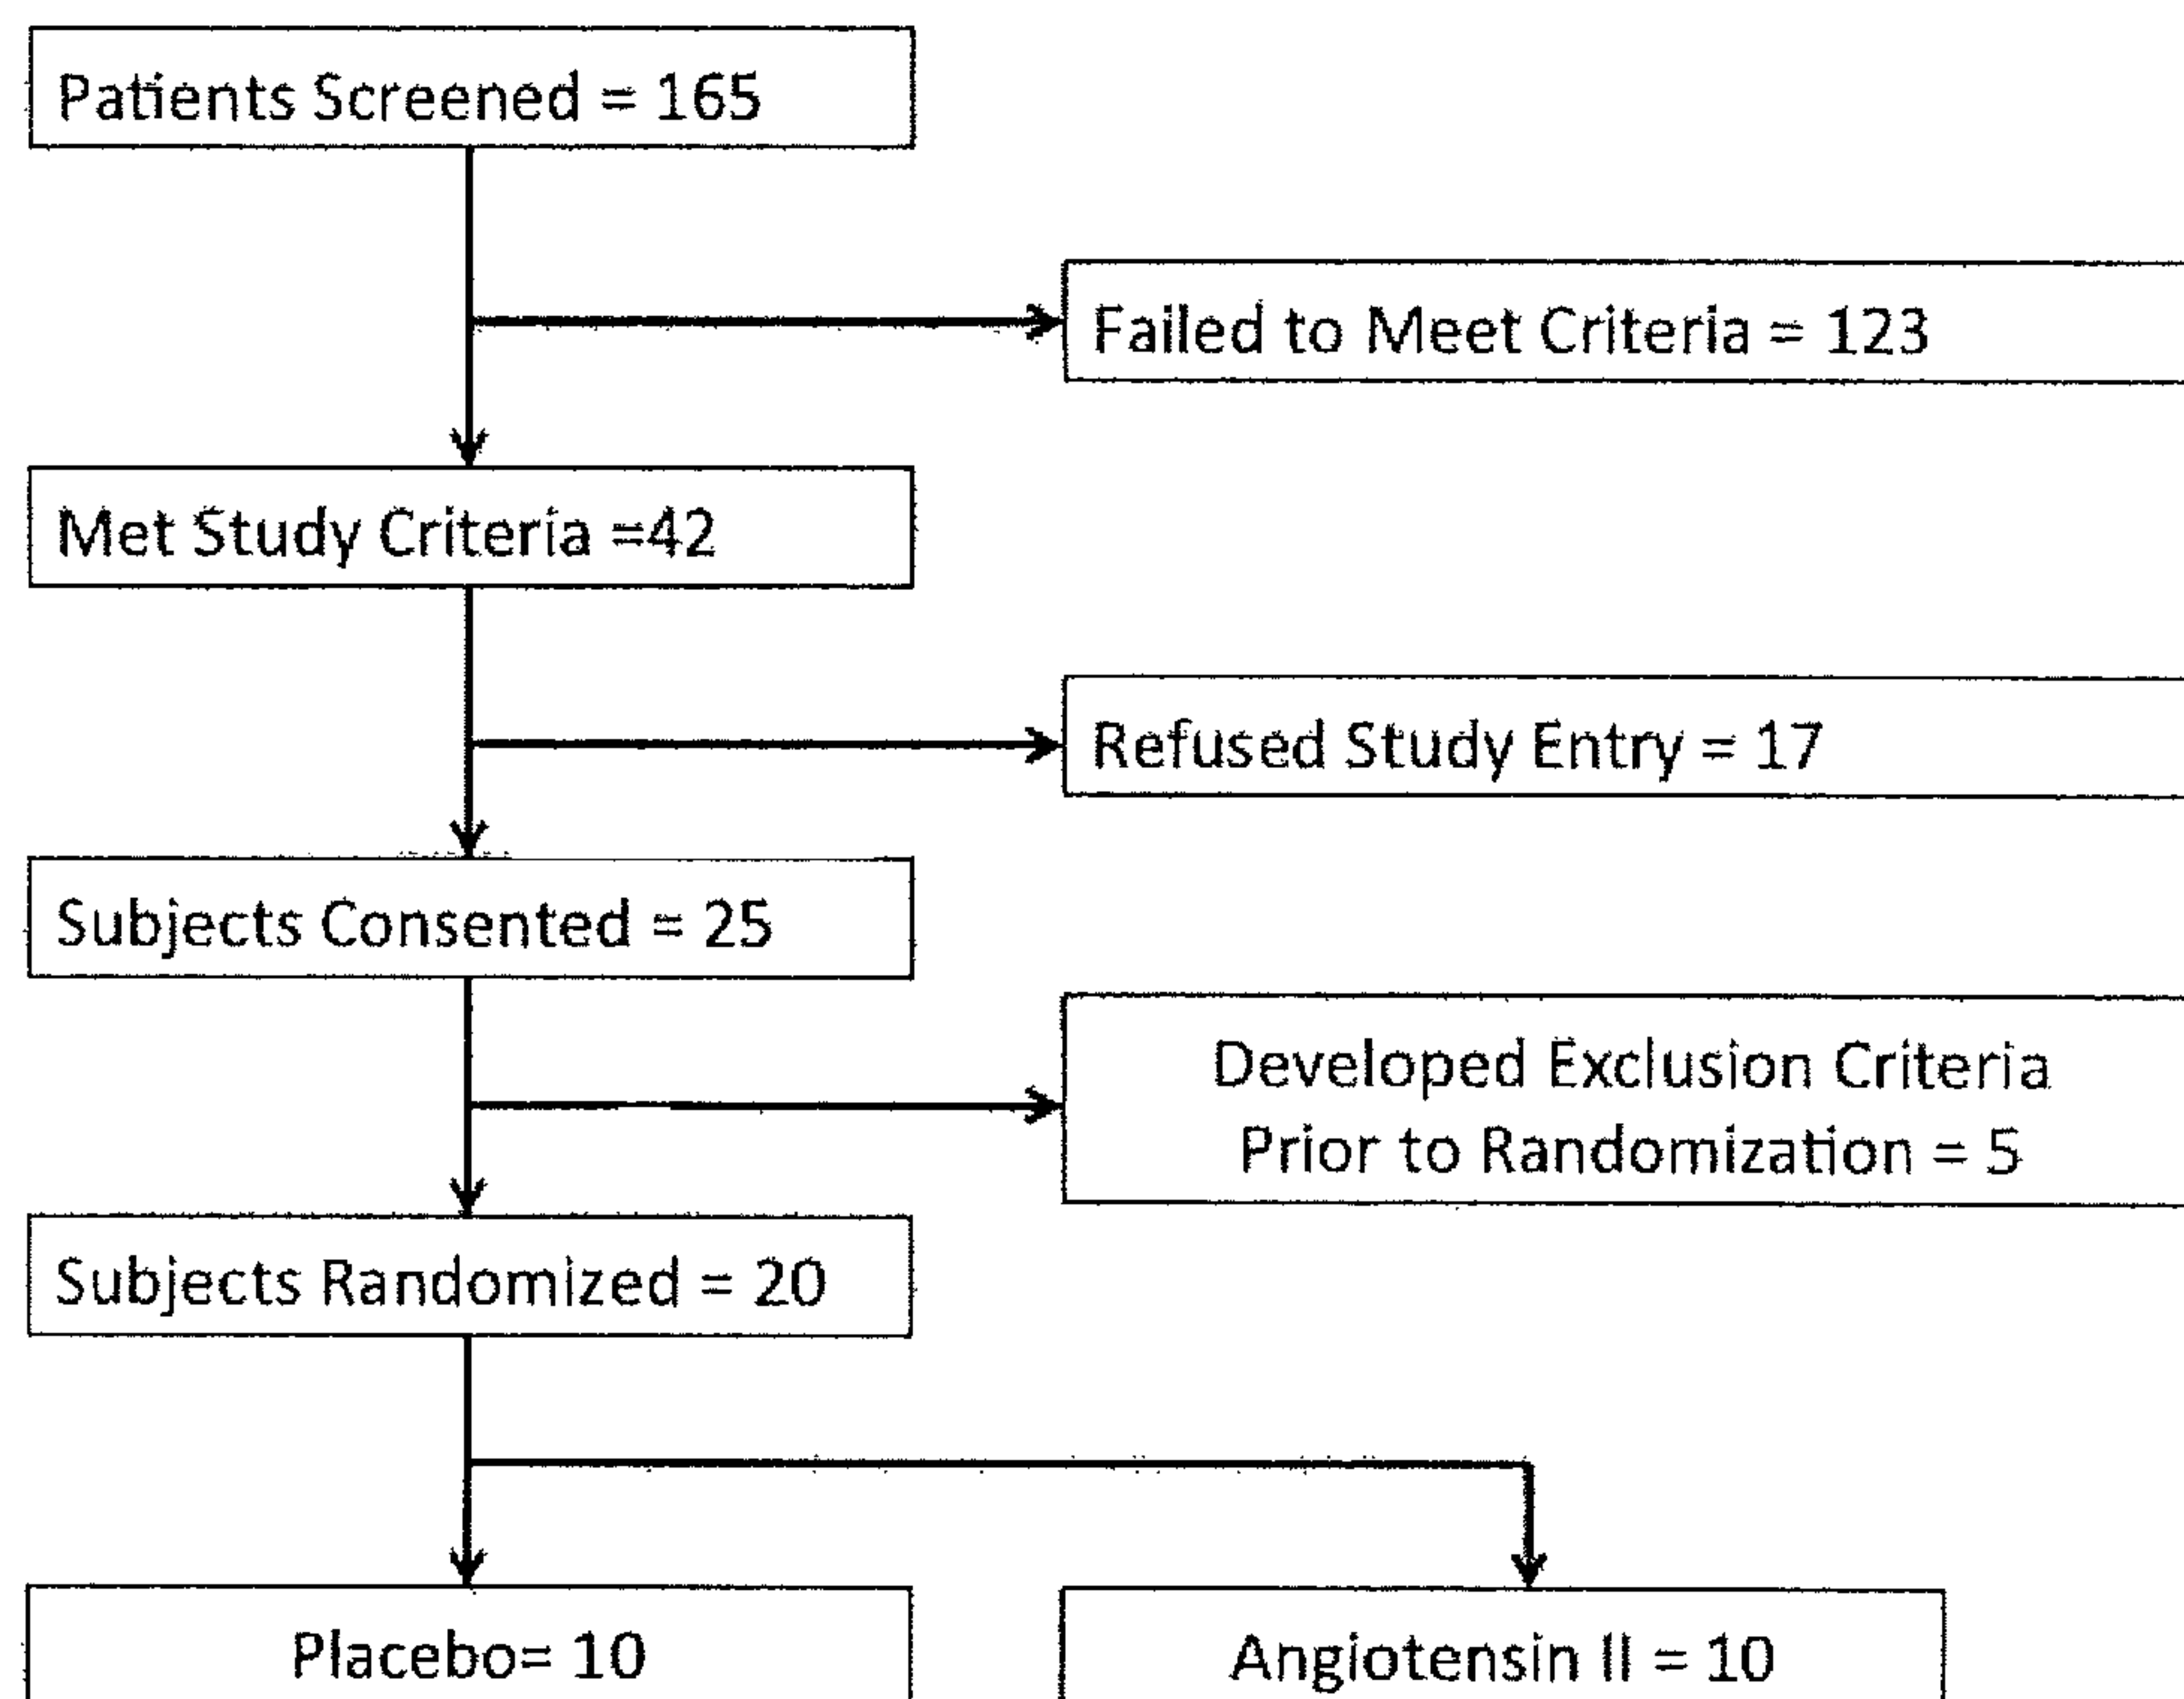 Patients Screened = 165
Failed to Meet Criteria = 123
Met Study Criteria =42
Refused Study Entry = 17
Subjects Consented = 25
Developed Exclusion Criteria
Prior to Randomization = 5
Subjects Randomized = 20
Placebo= 10
Angiotensin II = 10